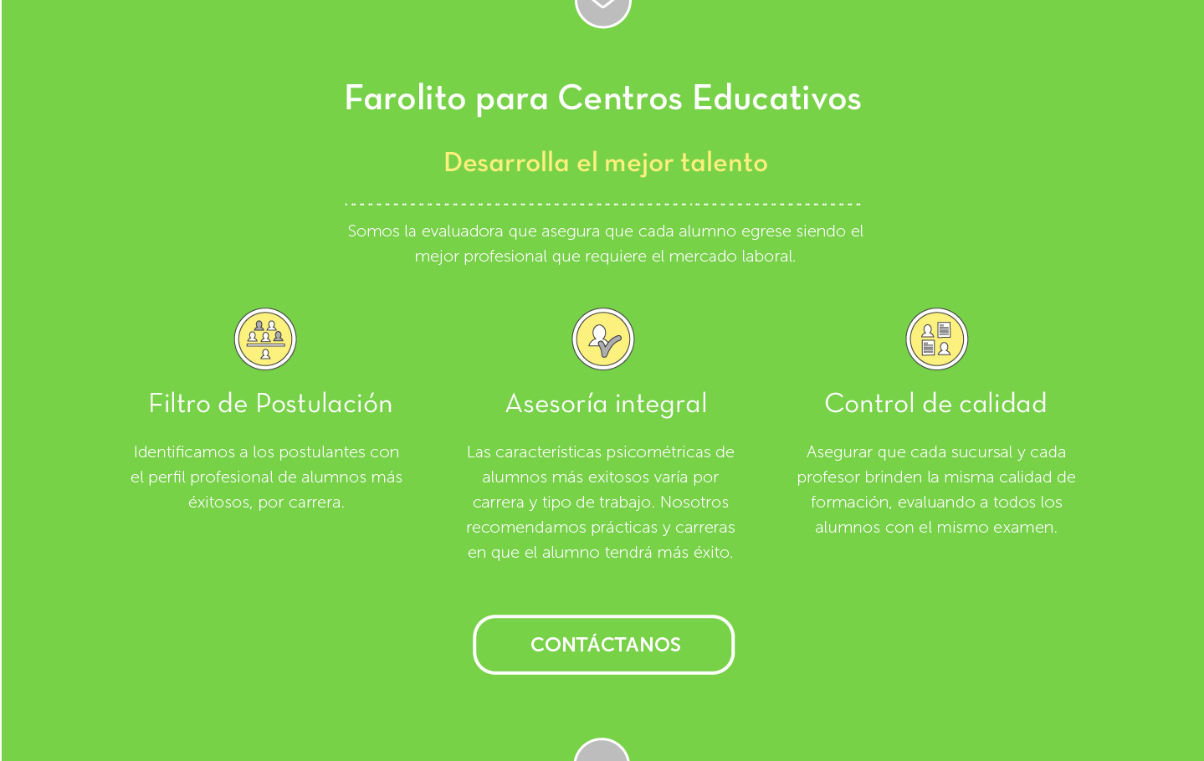 Farolito para Centros Educativos
Desarrolla el mejor talento
Somos la evaluadora que asegura que cada alumno egrese siendo el
mejor profesional que requiere el mercado laboral.
Filtro de Postulación
Identificamos a los postulantes con
el perfil profesional de alumnos más
éxitosos, por carrera.
Asesoría integral
Las características psicométricas de
alumnos más exitosos varía por
carrera y tipo de trabajo. Nosotros
recomendamos prácticas y carreras
en que el alumno tendrá más éxito.
Control de calidad
Asegurar que cada sucursal y cada
profesor brinden la misma calidad de
formación, evaluando a todos los
alumnos con el mismo examen.
CONTÁCTANOS